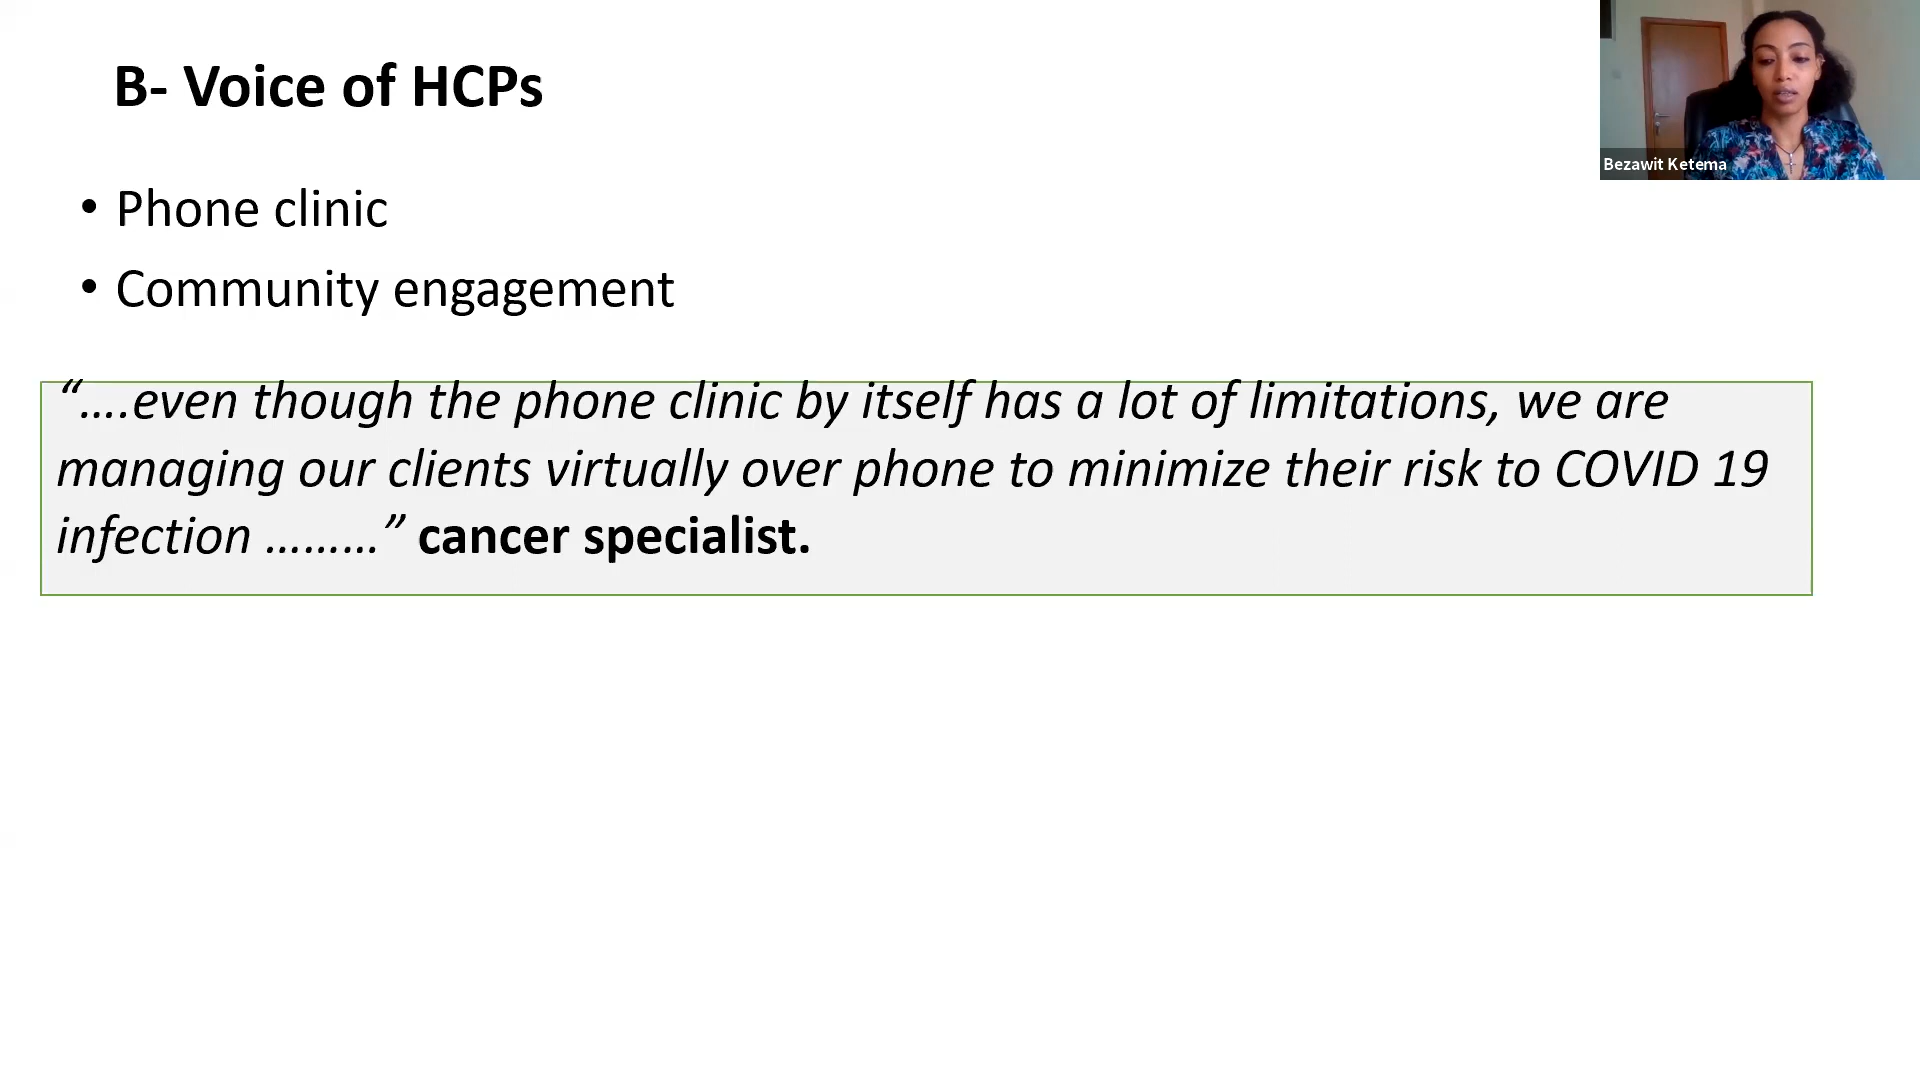 B- Voice of HCPs
Bezawit Ketema
• Phone clinic
• Community engagement
“….even though the phone clinic by itself has a lot of limitations, we are
managing our clients virtually over phone to minimize their risk to COVID 19
infection ………” cancer specialist.